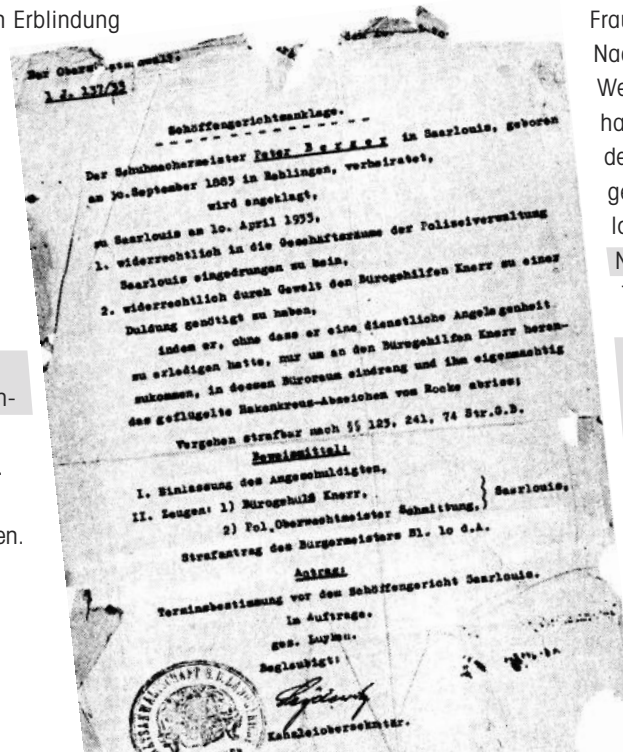 n Erblindung
Der Oberstaatsanwalt.
1 J. 137/33
Schöffengerichtsanklage.
Der Schuhmachermeister Peter Berger in Saarlouis, geboren
am 30.September 1883 in Rehlingen, verheiratet,
wird angeklagt,
zu Saarlouis am 10. April 1933,
1. widerrechtlich in die Geschäftsräume der Polizeiverwaltung
Saarlouis eingedrungen zu sein,
2. widerrechtlich durch Gewalt den Bürogehilfen Knerr zu einer
Duldung genötigt zu haben,
indem er, ohne dass er eine dienstliche Angelegenheit
zu erledigen hatte, nur um an den Bürogehilfen Knerr heran-
zukommen, in dessen Büroraum eindrang und ihm eigenmächtig
das geflügelte Hakenkreuz-Abzeichen vom Rocke abriss;
Vergehen strafbar nach §§ 123, 241, 74 Str.G.B.
Beweismittel:
I. Einlassung des Angeschuldigten,
II. Zeugen: 1) Bürogehülfe Knerr,
2) Pol.Oberwachtmeister Schmittung, } Saarlouis,
Strafantrag des Bürgermeisters Bl. 10 d.A.
Antrag:
Terminsbestimmung vor dem Schöffengericht Saarlouis.
Im Auftrage.
gez. Luyken.
Beglaubigt:
Kanzleiobersekretär.
n-
en.
Frau
Nac
We
ha
de
ge
N